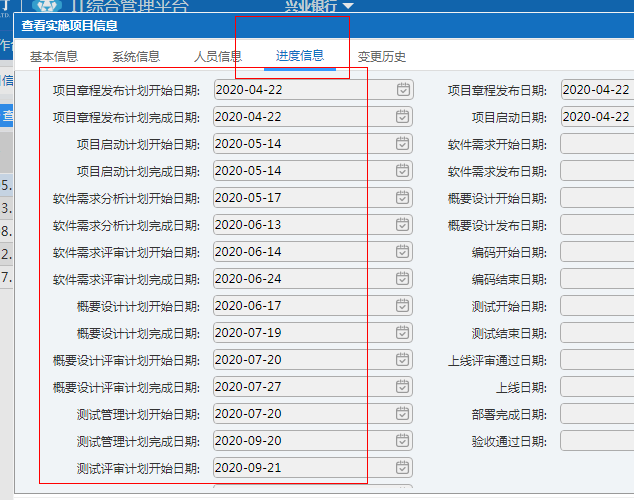 IT综合管理平台
兴业银行
查看实施项目信息
基本信息 系统信息 人员信息 进度信息 变更历史
项目章程发布计划开始日期: 2020-04-22 项目章程发布日期: 2020-04-22
项目章程发布计划完成日期: 2020-04-22 项目启动日期: 2020-04-22
项目启动计划开始日期: 2020-05-14 软件需求开始日期:
项目启动计划完成日期: 2020-05-14 软件需求发布日期:
软件需求分析计划开始日期: 2020-05-17 概要设计开始日期:
软件需求分析计划完成日期: 2020-06-13 概要设计发布日期:
软件需求评审计划开始日期: 2020-06-14 编码开始日期:
软件需求评审计划完成日期: 2020-06-24 编码结束日期:
概要设计计划开始日期: 2020-06-17 测试开始日期:
概要设计计划完成日期: 2020-07-19 测试结束日期:
概要设计评审计划开始日期: 2020-07-20 上线评审通过日期:
概要设计评审计划完成日期: 2020-07-27 上线日期:
测试管理计划开始日期: 2020-07-20 部署完成日期:
测试管理计划完成日期: 2020-09-20 验收通过日期:
测试评审计划开始日期: 2020-09-21